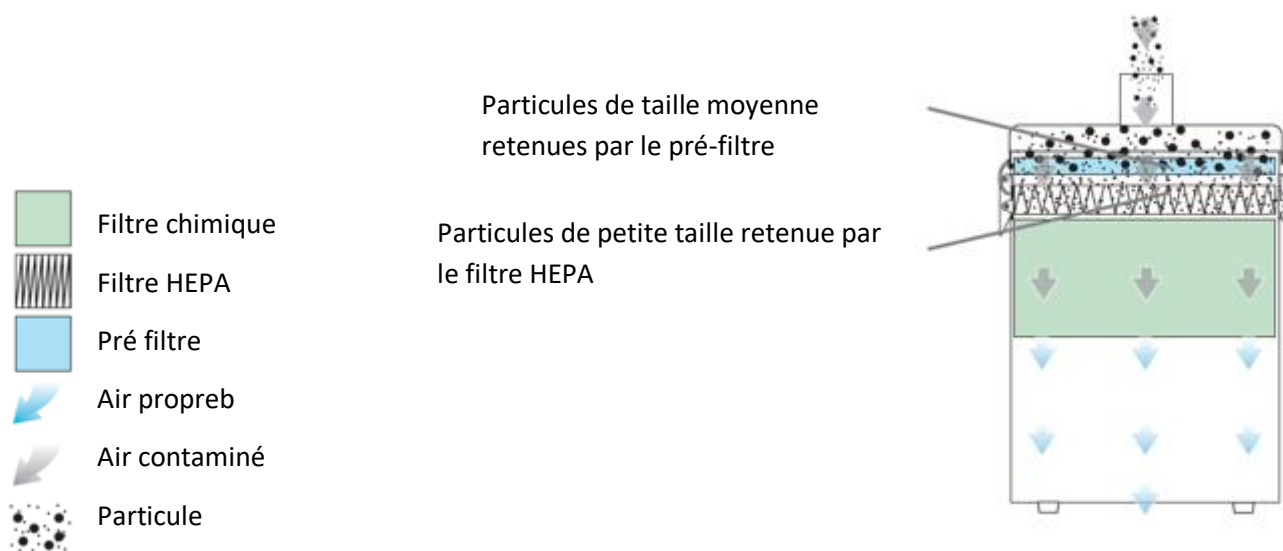 Particules de taille moyenne
retenues par le pré-filtre
Filtre chimique
Particules de petite taille retenue par
le filtre HEPA
Filtre HEPA
Pré filtre
Air propreb
Air contaminé
Particule